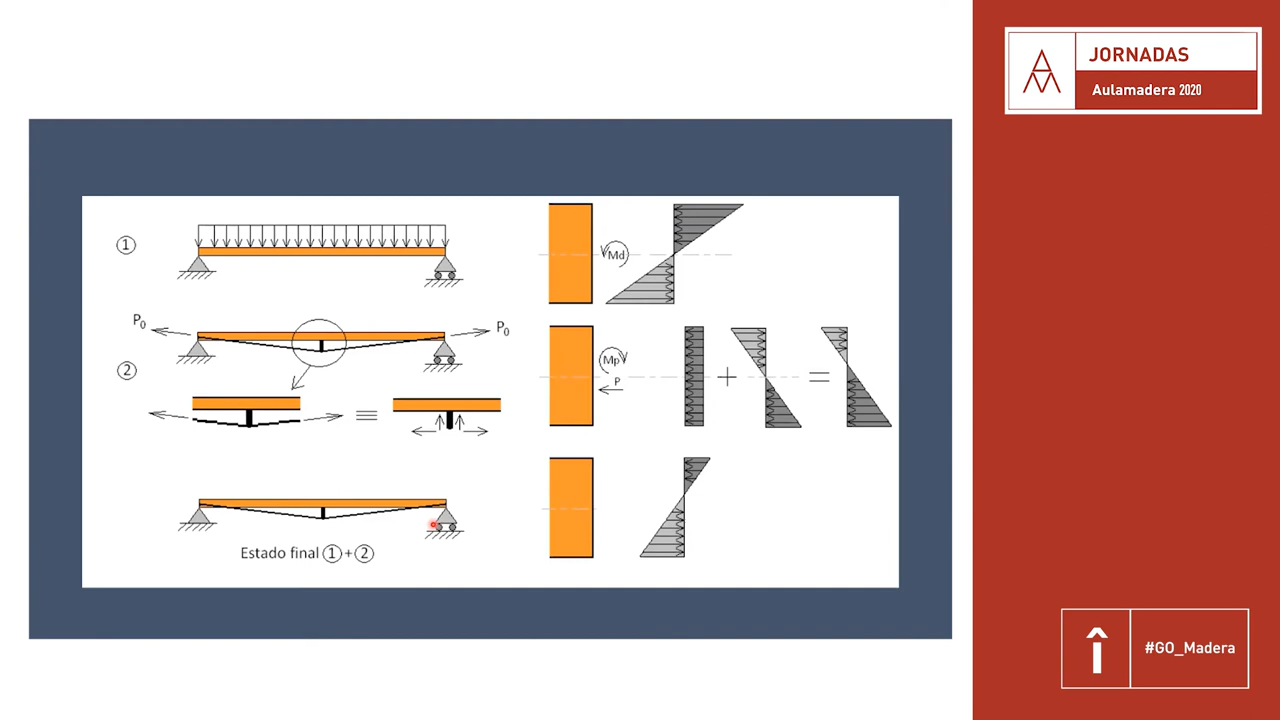 JORNADAS
Aulamadera 2020
1
Md
P0
P0
2
Mp
P
+
=
≡
Estado final 1 + 2
#GO_Madera